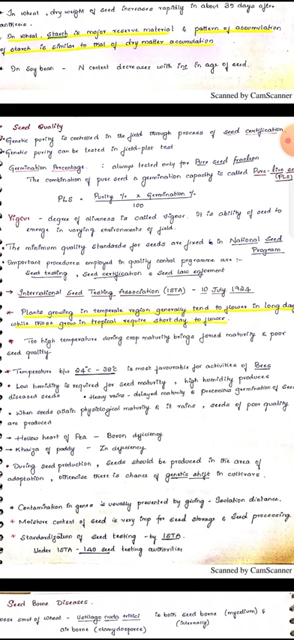 In wheat, dry weight of seed increases rapidly in about 35 days after
anthesis.
In wheat, starch is major reserve material & pattern of accumulation
of starch is similar to that of dry matter accumulation
In Soybean - N content decreases with inc in age of seed.
Scanned by CamScanner
Seed Quality
Genetic purity is controlled in the field through process of seed certification.
Genetic purity can be tested in field-plot test
Germination Percentage : always tested only for Pure seed fraction
The combination of pure seed & germination capacity is called Pure-live se
(PLS)
PLS = Purity % x Germination %
100
Vigour - degree of aliveness is called vigour. It is ability of seed to
emerge in varying environments of field.
The minimum quality standards for seeds are fixed by National Seed
Program
Important procedures employed in quality control programme are :-
Seed testing, seed certification & seed law enforcement
→ International Seed Testing Association (ISTA) - 10 July 1924
Plants growing in temperate region generally tend to flower in long day
while those grow in tropical require short day to flower.
Too high temperature during crop maturity brings forced maturity & poor
seed quality.
Temperature b/w 24°C - 38°C is most favourable for activities of Bees
Low humidity is required for seed maturity, high humidity produces
diseased seeds • Heavy rains - delayed maturity & precocious germination of See
When seeds attain physiological maturity & it rains, seeds of poor quality
are produced
→ Hollow heart of Pea - Boron deficiency
→ Khaira of paddy - Zn deficiency
During seed production, seeds should be produced in the area of
adaptation, otherwise there is chance of genetic shift in cultivars.
Contamination in genes is usually prevented by giving - Isolation distance.
Moisture content of seed is very imp for seed storage & seed processing
Standardization of seed testing - by ISTA.
Under ISTA - 140 seed testing authorities
Scanned by CamScanner
Seed Borne Diseases.
Loose smut of wheat - Ustilago nuda tritici is both seed borne (mycelium) &
air borne (chlamydospore) (internally)